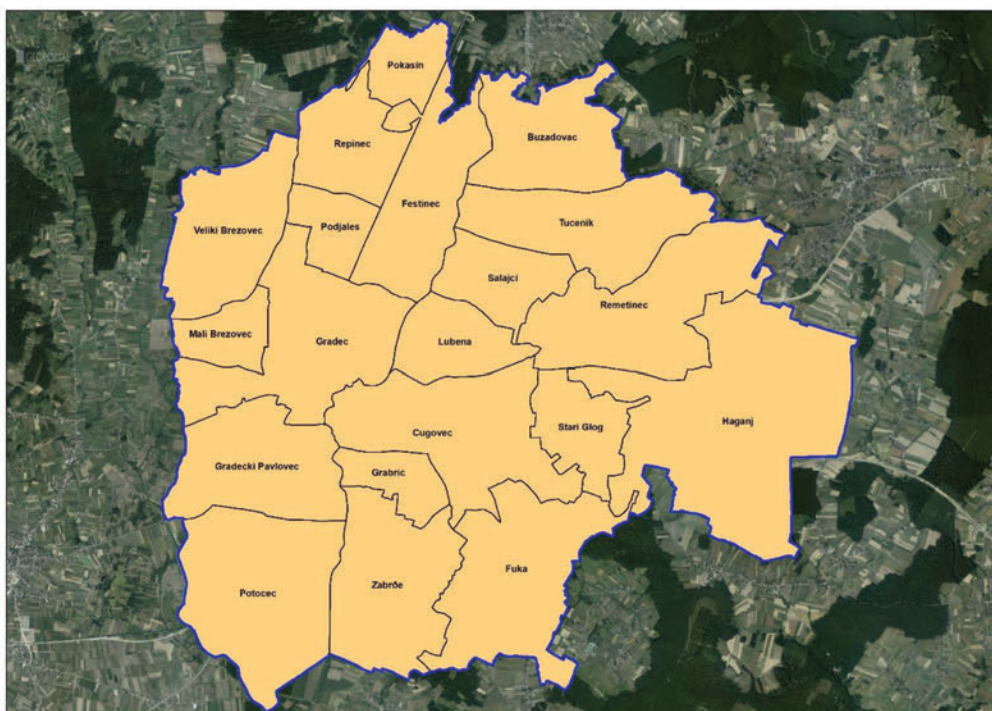 Pokasin
Buzadovac
Repinec
Festinec
Tucenik
Podjales
Veliki Brezovec
Salajci
Remetinec
Mali Brezovec
Gradec
Lubena
Haganj
Stari Glog
Cugovec
Gradecki Pavlovec
Grabric
Fuka
Zabrđe
Potocec